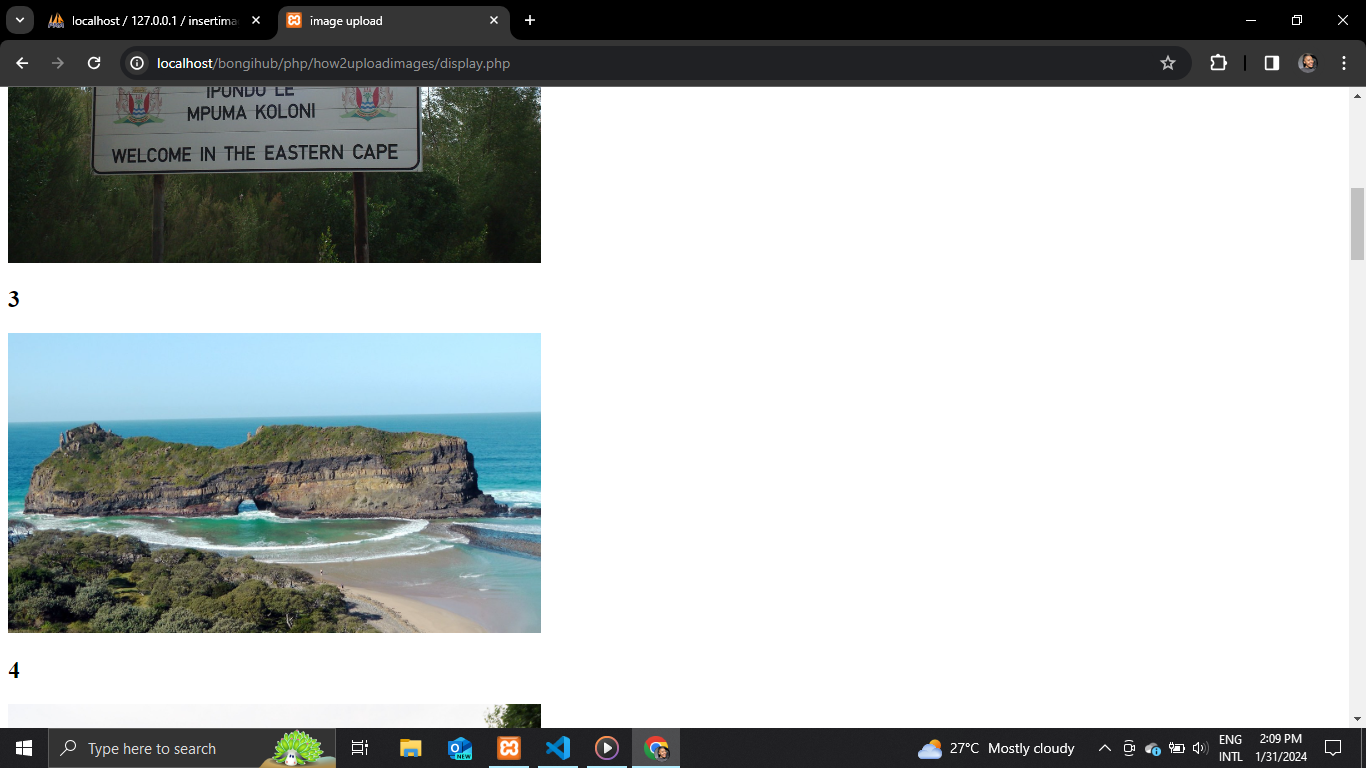 localhost / 127.0.0.1 / insertima
image upload
localhost/bongihub/php/how2uploadimages/display.php
IPONDO LE
MPUMA KOLONI
WELCOME IN THE EASTERN CAPE
3
4
Type here to search
NEW
27°C Mostly cloudy
ENG
INTL
2:09 PM
1/31/2024